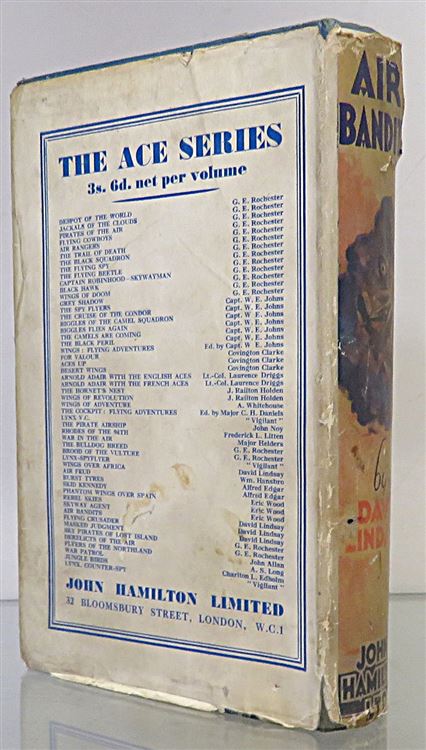 THE ACE SERIES
3s. 6d. net per volume
DESPOT OF THE WORLD G. E. Rochester
JACKALS OF THE CLOUDS G. E. Rochester
PIRATES OF THE AIR G. E. Rochester
FLYING COWBOYS G. E. Rochester
AIR RANGERS G. E. Rochester
THE TRAIL OF DEATH G. E. Rochester
THE BLACK SQUADRON G. E. Rochester
THE FLYING SPY G. E. Rochester
THE FLYING BEETLE G. E. Rochester
CAPTAIN ROBINHOOD—SKYWAYMAN G. E. Rochester
BLACK HAWK G. E. Rochester
WINGS OF DOOM G. E. Rochester
GREY SHADOW G. E. Rochester
THE SPY FLYERS Capt. W. E. Johns
THE CRUISE OF THE CONDOR Capt. W. E. Johns
BIGGLES OF THE CAMEL SQUADRON Capt. W. E. Johns
BIGGLES FLIES AGAIN Capt. W. E. Johns
THE CAMELS ARE COMING Capt. W. E. Johns
THE BLACK PERIL Capt. W. E. Johns
WINGS : FLYING ADVENTURES Ed. by Capt. W. E. Johns
FOR VALOUR Covington Clarke
ACES UP Covington Clarke
DESERT WINGS Covington Clarke
ARNOLD ADAIR WITH THE ENGLISH ACES Lt.-Col. Laurence Driggs
ARNOLD ADAIR WITH THE FRENCH ACES Lt.-Col. Laurence Driggs
THE HORNET'S NEST J. Railton Holden
WINGS OF REVOLUTION J. Railton Holden
WINGS OF ADVENTURE A. Whitehouse
THE COCKPIT : FLYING ADVENTURES Ed. by Major C. H. Daniels
LYNX V.C. "Vigilant"
THE PIRATE AIRSHIP John Noy
RHODES OF THE 94TH Frederick L. Litten
WAR IN THE AIR Major Helders
THE BULLDOG BREED G. E. Rochester
BROOD OF THE VULTURE G. E. Rochester
LYNX-SPYFLYER "Vigilant"
WINGS OVER AFRICA David Lindsay
AIR FEUD Wm. Hansbro
BURST TYRES Alfred Edgar
SKID KENNEDY Alfred Edgar
PHANTOM WINGS OVER SPAIN Eric Wood
REBEL SKIES Eric Wood
SKYWAY AGENT Eric Wood
AIR BANDITS David Lindsay
FLYING CRUSADER David Lindsay
MASKED JUDGMENT David Lindsay
SKY PIRATES OF LOST ISLAND G. E. Rochester
DERELICTS OF THE AIR G. E. Rochester
FLYERS OF THE NORTHLAND John Allan
WAR PATROL A. S. Long
JUNGLE BIRDS Charlton L. Edholm
LYNX, COUNTER-SPY "Vigilant"
JOHN HAMILTON LIMITED
32 BLOOMSBURY STREET, LONDON, W.C.1
AIR
BANDIT
by
JOHN
HAMIL
LTD